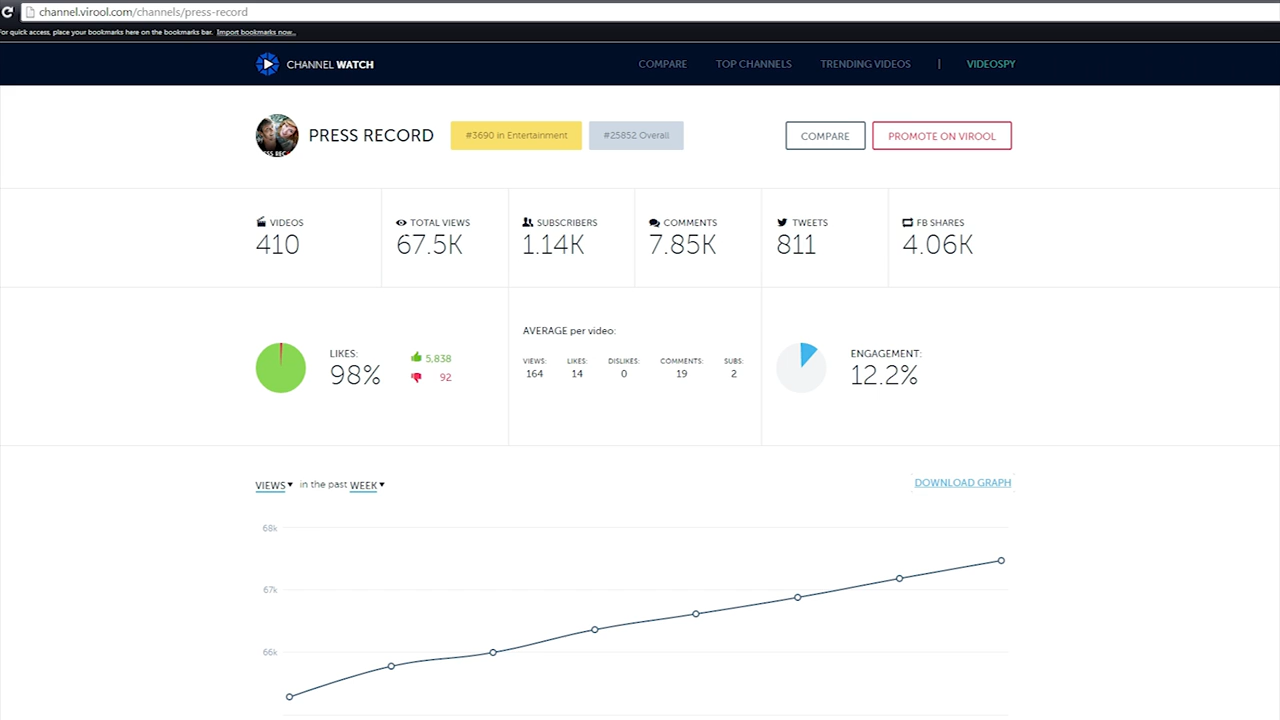 channel.virool.com/channels/press-record
For quick access, place your bookmarks here on the bookmarks bar. Import bookmarks now...
CHANNEL WATCH
COMPARE TOP CHANNELS TRENDING VIDEOS | VIDEOSPY
PRESS RECORD #3690 in Entertainment #25852 Overall COMPARE PROMOTE ON VIROOL
VIDEOS TOTAL VIEWS SUBSCRIBERS COMMENTS TWEETS FB SHARES
410 67.5K 1.14K 7.85K 811 4.06K
AVERAGE per video:
LIKES: 5,838
98% 92
VIEWS: LIKES: DISLIKES: COMMENTS: SUBS:
164 14 0 19 2
ENGAGEMENT:
12.2%
VIEWS in the past WEEK DOWNLOAD GRAPH
68k
67k
66k